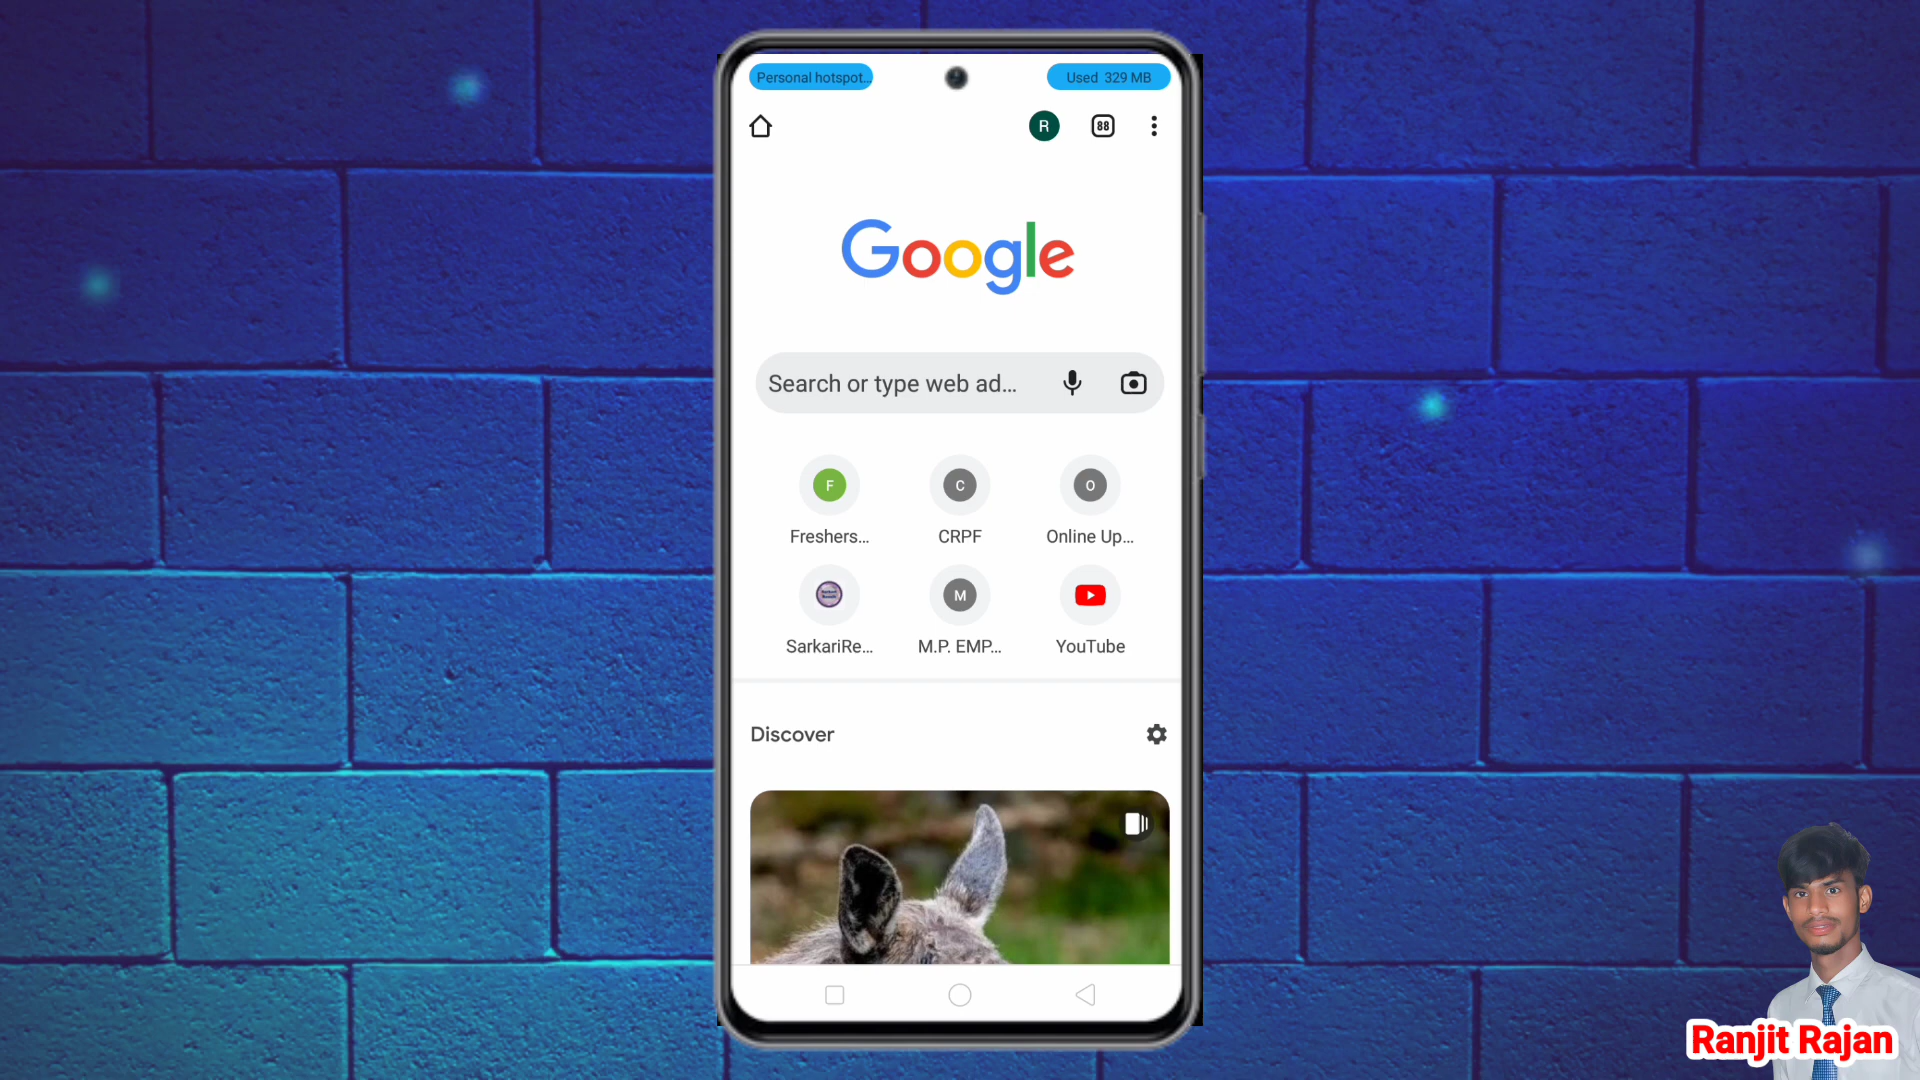 Personal hotspot...
Used 329 MB
R
88
Google
Search or type web ad...
F
C
O
Freshers...
CRPF
Online Up...
M
SarkariRe...
M.P. EMP...
YouTube
Discover
Ranjit Rajan